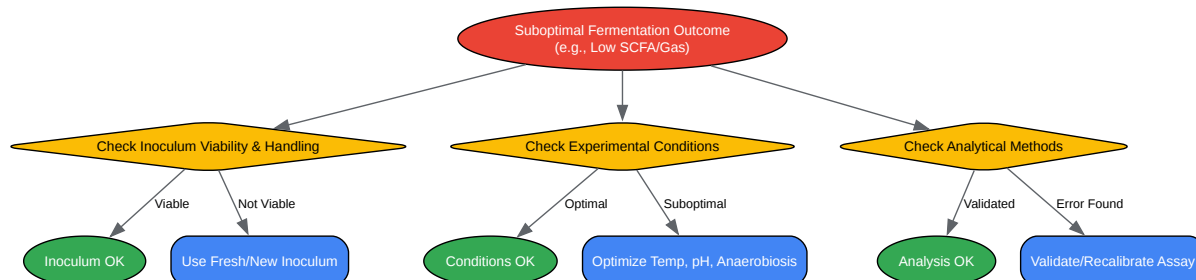 Suboptimal Fermentation Outcome
(e.g., Low SCFA/Gas)
Check Inoculum Viability & Handling
Check Experimental Conditions
Check Analytical Methods
Viable
Not Viable
Optimal
Suboptimal
Validated
Error Found
Inoculum OK
Use Fresh/New Inoculum
Conditions OK
Optimize Temp, pH, Anaerobiosis
Analysis OK
Validate/Recalibrate Assay